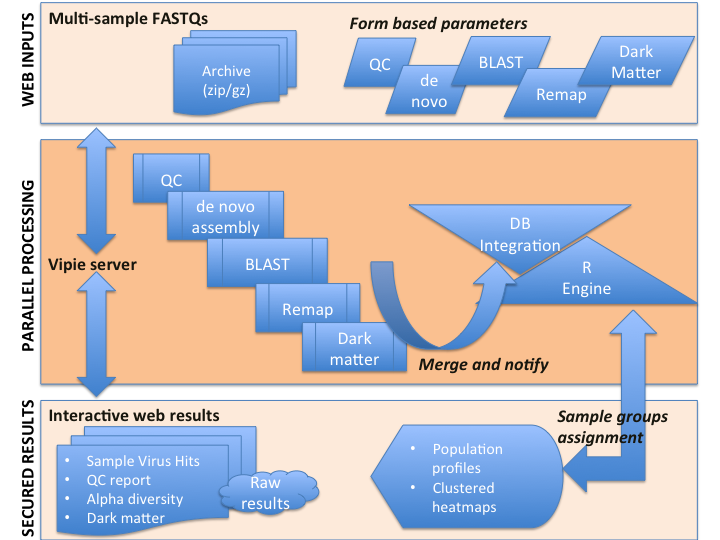 WEB INPUTS
Multi-sample FASTQs
Archive
(zip/gz)
Form based parameters
QC
de
novo
BLAST
Remap
Dark
Matter
PARALLEL PROCESSING
Vipie server
QC
de novo
assembly
BLAST
Remap
Dark
matter
DB
Integration
R
Engine
Merge and notify
SECURED RESULTS
Interactive web results
• Sample Virus Hits
• QC report
• Alpha diversity
• Dark matter
Raw
results
• Population
profiles
• Clustered
heatmaps
Sample groups
assignment